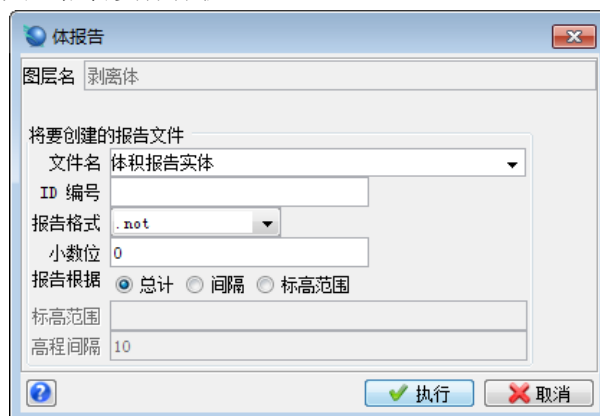 体报告
图层名 剥离体
将要创建的报告文件
文件名 体积报告实体
ID 编号
报告格式 .not
小数位 0
报告根据 总计 间隔 标高范围
标高范围
高程间隔 10
执行 取消